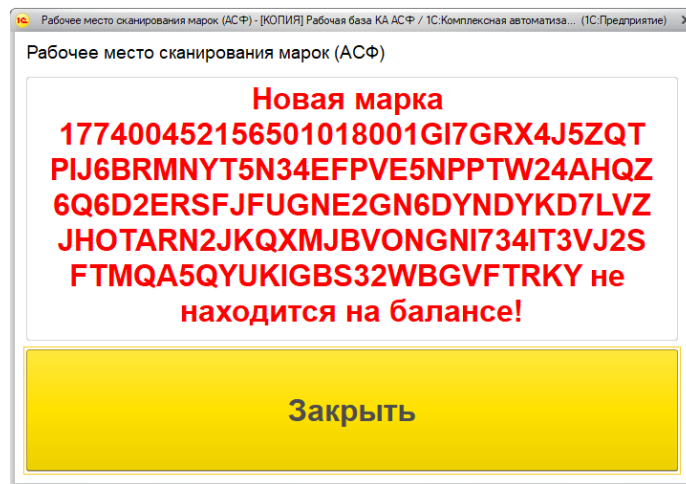 Рабочее место сканирования марок (АСФ) - [КОПИЯ] Рабочая база КА АСФ / 1С:Комплексная автоматиза... (1С:Предприятие)
Рабочее место сканирования марок (АСФ)
Новая марка
177400452156501018001GI7GRX4J5ZQT
PIJ6BRMNYT5N34EFPVE5NPPTW24AHQZ
6Q6D2ERSFJFUGNE2GN6DYNDYKD7LVZ
JHOTARN2JKQXMJBVONGNI734IT3VJ2S
FTMQA5QYUKIGBS32WBGVFTRKY не
находится на балансе!
Закрыть